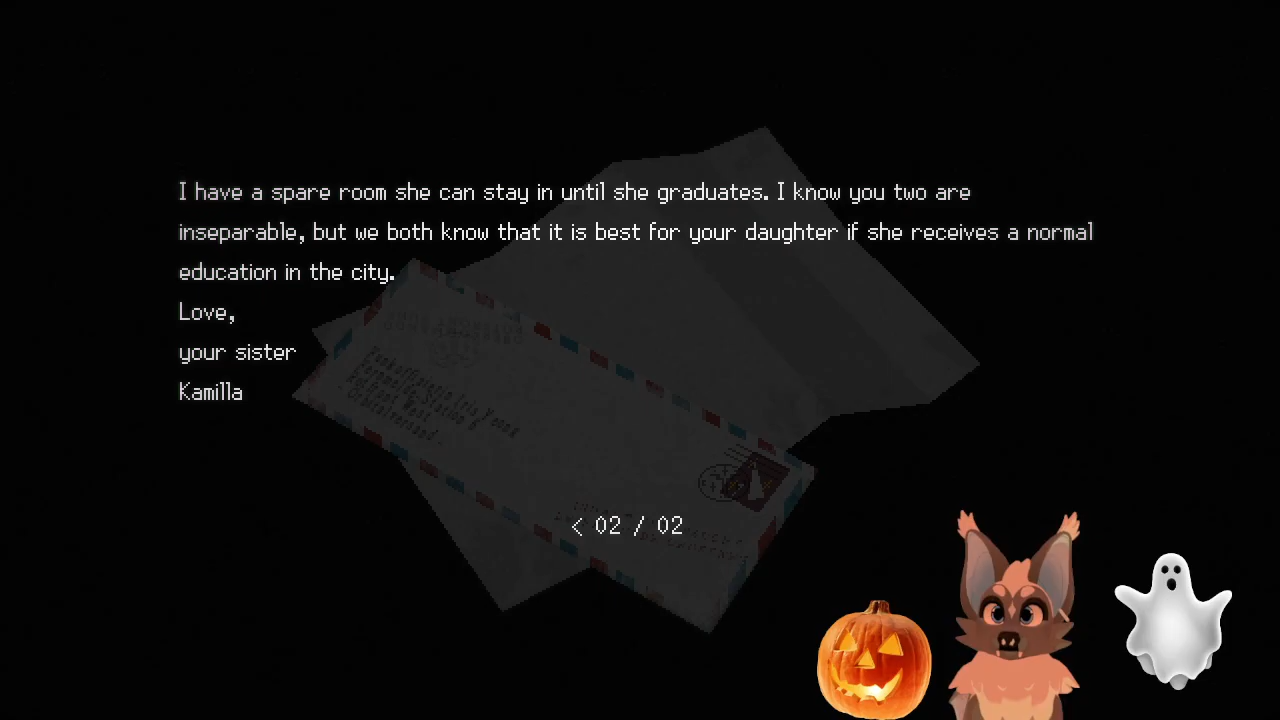 I have a spare room she can stay in until she graduates. I know you two are
inseparable, but we both know that it is best for your daughter if she receives a normal
education in the city.
Love,
your sister
Kamilla
< 02 / 02